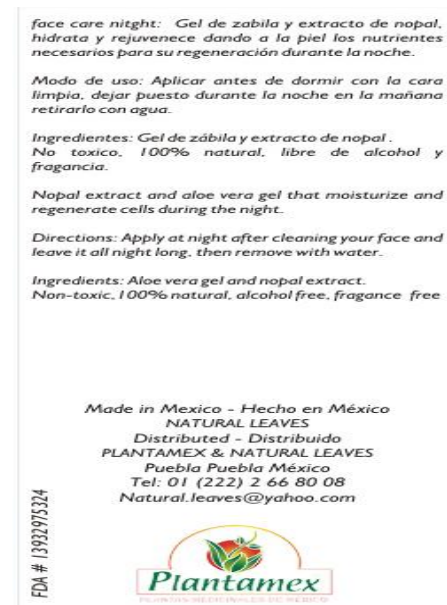 face care nitght: Gel de zabila y extracto de nopal,
hidrata y rejuvenece dando a la piel los nutrientes
necesarios para su regeneración durante la noche.
Modo de uso: Aplicar antes de dormir con la cara
limpia, dejar puesto durante la noche en la mañana
retirarlo con agua.
Ingredientes: Gel de zábila y extracto de nopal .
No toxico, 100% natural, libre de alcohol y
fragancia.
Nopal extract and aloe vera gel that moisturize and
regenerate cells during the night.
Directions: Apply at night after cleaning your face and
leave it all night long, then remove with water.
Ingredients: Aloe vera gel and nopal extract.
Non-toxic, 100% natural, alcohol free, fragance free
Made in Mexico - Hecho en México
NATURAL LEAVES
Distributed - Distribuido
PLANTAMEX & NATURAL LEAVES
Puebla Puebla México
Tel: 01 (222) 2 66 80 08
Natural.leaves@yahoo.com
FDA # 13932975324
Plantamex
PLANTAS MEDICINALES DE MEXICO